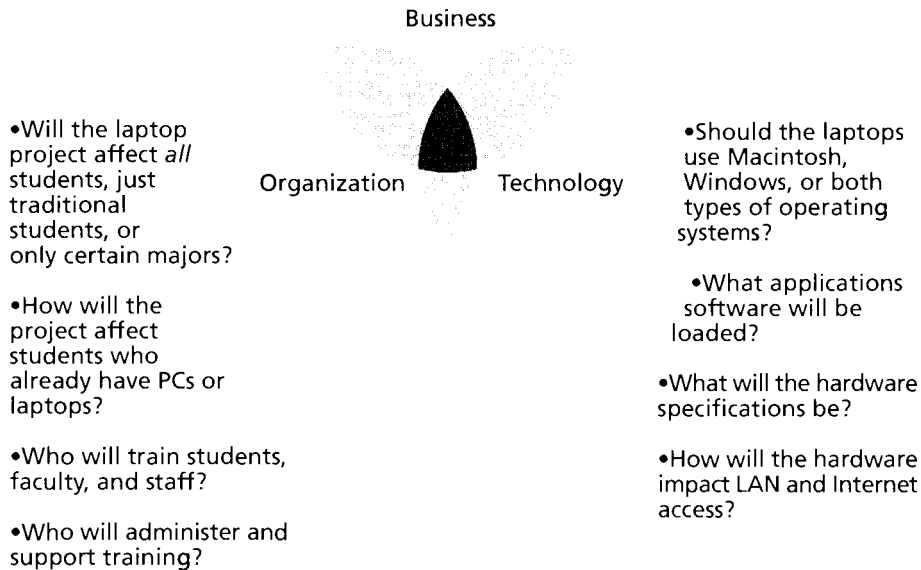 Business
•Will the laptop
project affect all
students, just
traditional
students, or
only certain majors?
•How will the
project affect
students who
already have PCs or
laptops?
•Who will train students,
faculty, and staff?
•Who will administer and
support training?
Organization
Technology
•Should the laptops
use Macintosh,
Windows, or both
types of operating
systems?
•What applications
software will be
loaded?
•What will the hardware
specifications be?
•How will the hardware
impact LAN and Internet
access?